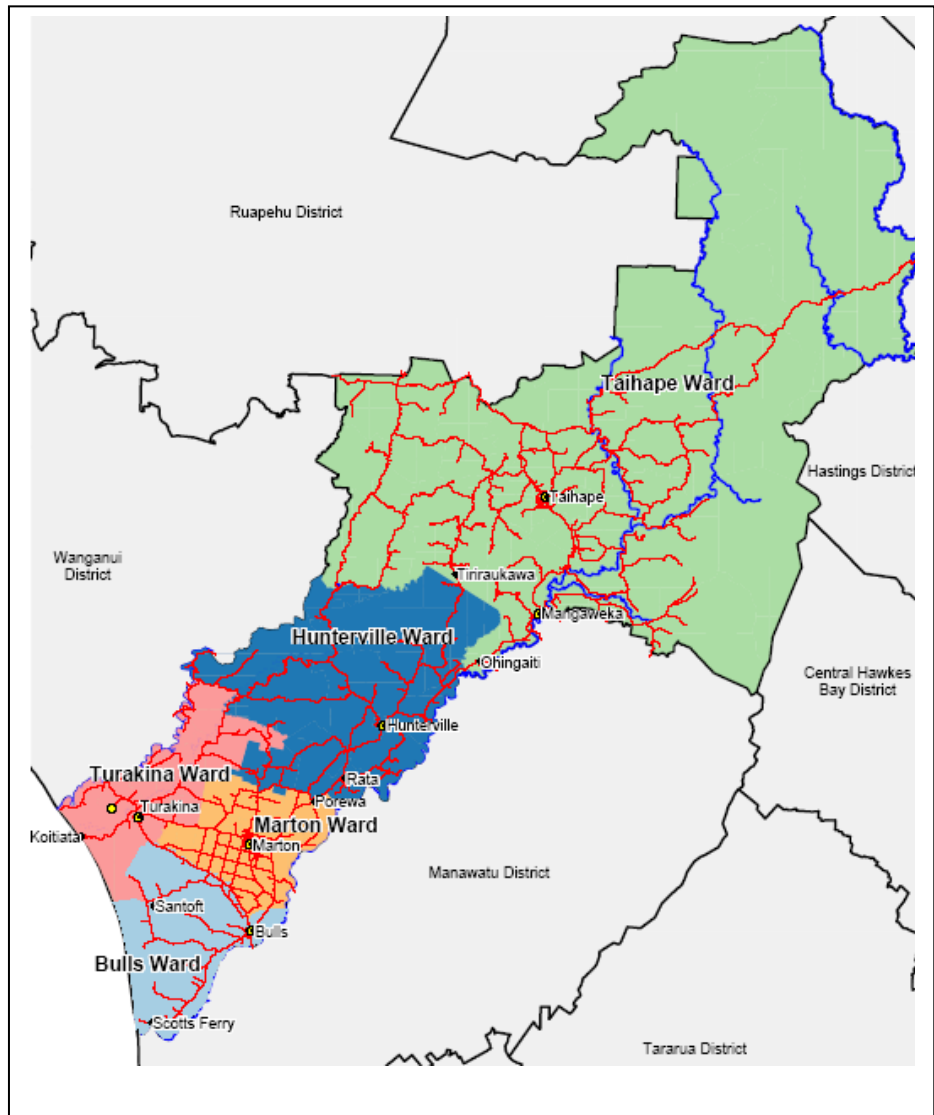 Ruapehu District
Taihape Ward
Hastings District
Taihape
Wanganui
District
Tiriraukawa
Mangaweka
Hunterville Ward
Ohingaiti
Central Hawkes
Bay District
Hunterville
Turakina Ward
Rata
Porewa
Turakina
Marton Ward
Koitiata
Marton
Manawatu District
Santoft
Bulls
Bulls Ward
Scotts Ferry
Tararua District